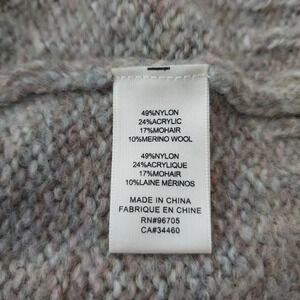 49%NYLON
24%ACRYLIC
17%MOHAIR
10%MERINO WOOL
49%NYLON
24%ACRYLIQUE
17%MOHAIR
10%LAINE MÉRINOS
MADE IN CHINA
FABRIQUE EN CHINE
RN#96705
CA#34460